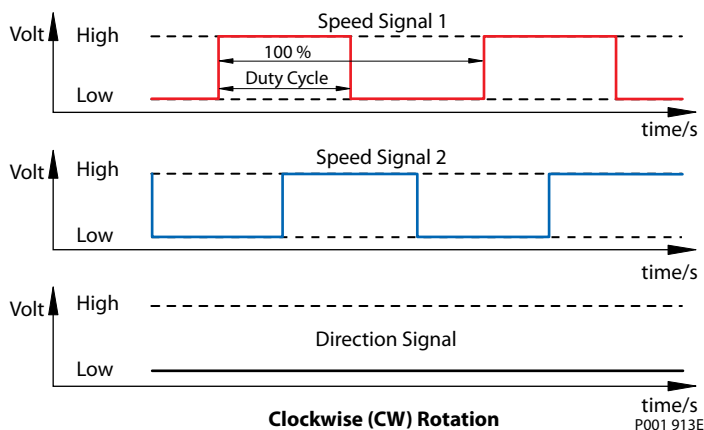 Speed Signal 1
Volt
High
100 %
Duty Cycle
Low
time/s
Speed Signal 2
Volt
High
Low
time/s
Volt
High
Direction Signal
Low
time/s
Clockwise (CW) Rotation
P001 913E